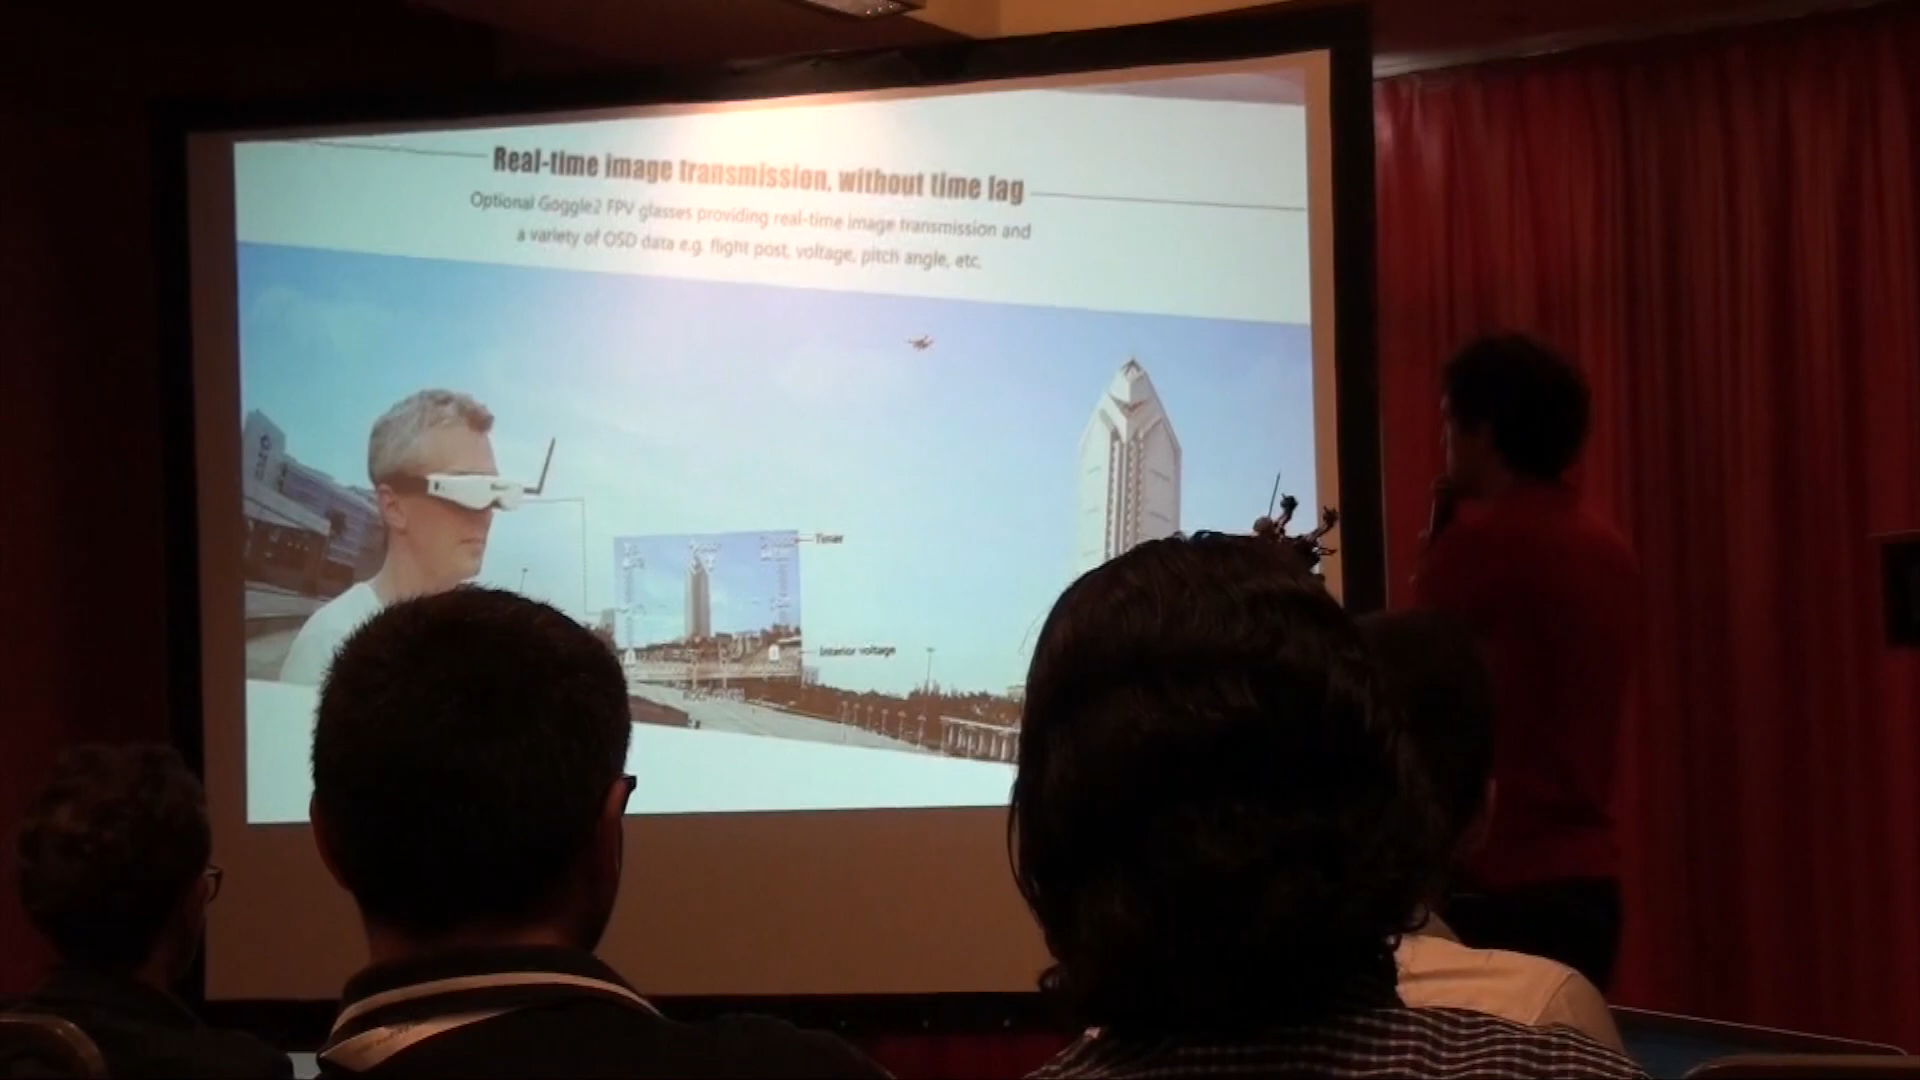 Real-time image transmission, without time lag
Optional Goggle2 FPV glasses providing real-time image transmission and
a variety of OSD data e.g. flight post, voltage, pitch angle, etc.
Timer
Interior voltage